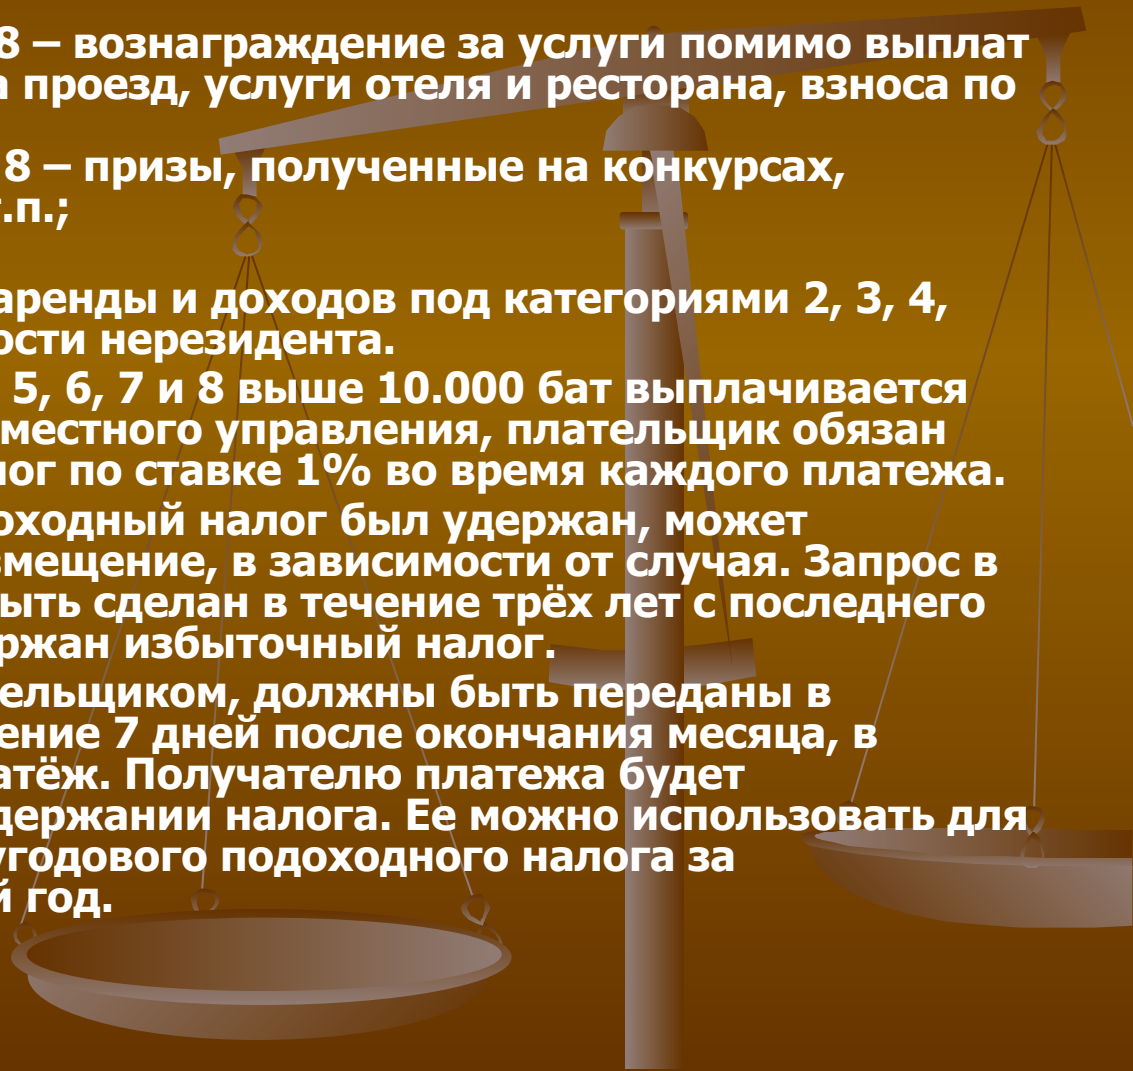 8 – вознаграждение за услуги помимо выплат
а проезд, услуги отеля и ресторана, взноса по
8 – призы, полученные на конкурсах,
т.п.;
аренды и доходов под категориями 2, 3, 4,
ости нерезидента.
5, 6, 7 и 8 выше 10.000 бат выплачивается
местного управления, плательщик обязан
лог по ставке 1% во время каждого платежа.
оходный налог был удержан, может
змещение, в зависимости от случая. Запрос в
быть сделан в течение трёх лет с последнего
ржан избыточный налог.
ельщиком, должны быть переданы в
ение 7 дней после окончания месяца, в
атёж. Получателю платежа будет
держании налога. Ее можно использовать для
угодового подоходного налога за
й год.